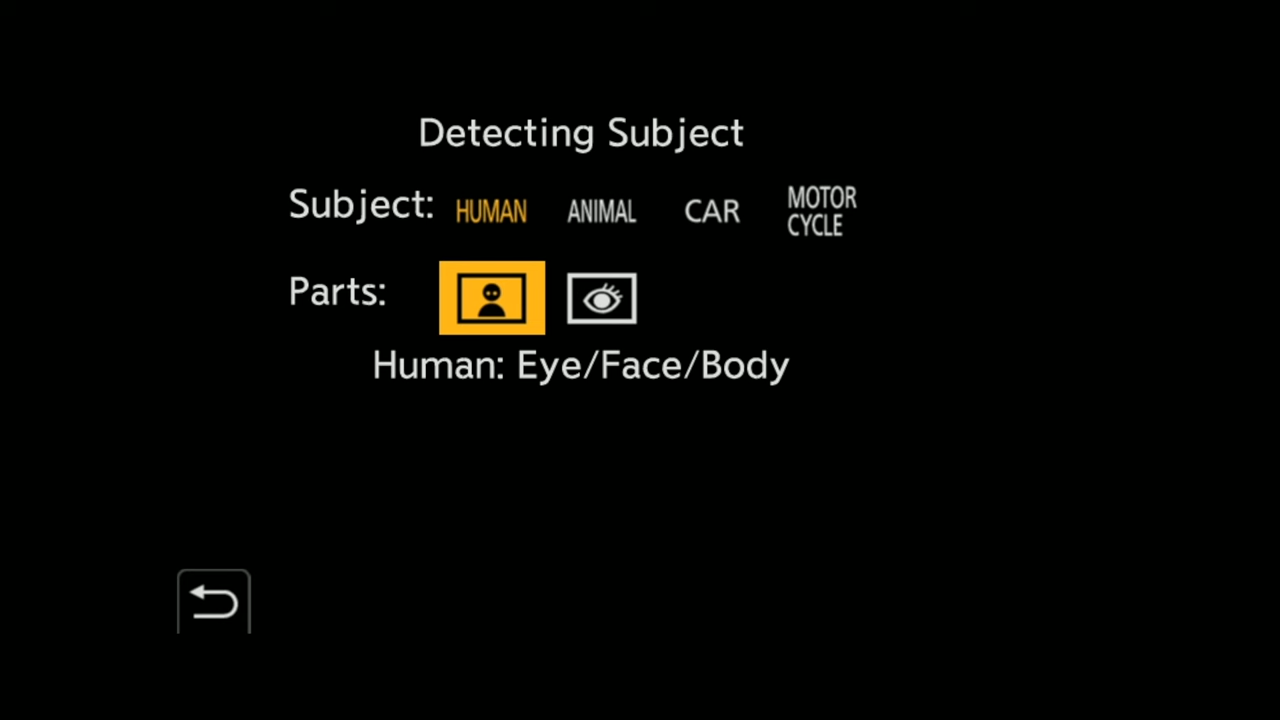 Detecting Subject
Subject: HUMAN ANIMAL CAR MOTOR CYCLE
Parts:
Human: Eye/Face/Body